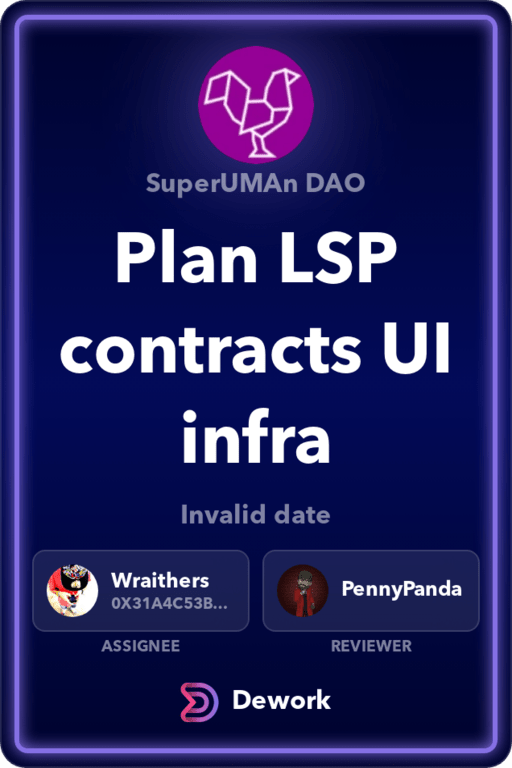 SuperUMAn DAO
Plan LSP
contracts UI
infra
Invalid date
Wraithers
0X31A4C53B...
ASSIGNEE
PennyPanda
REVIEWER
Dework